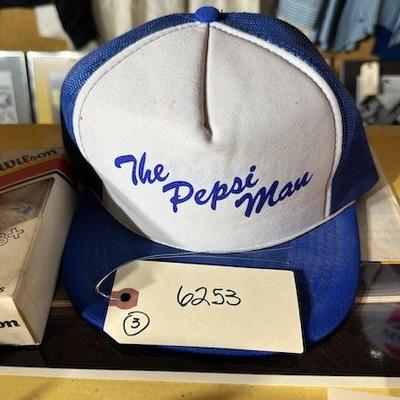 The
Pepsi
Man
Wilson
6253
3